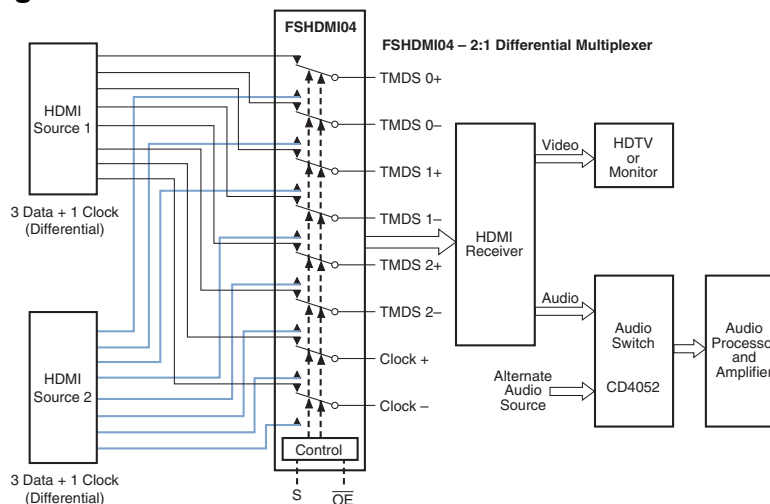 FSHDMI04
FSHDMI04 – 2:1 Differential Multiplexer
HDMI
Source 1
3 Data + 1 Clock
(Differential)
HDMI
Source 2
3 Data + 1 Clock
(Differential)
TMDS 0+
TMDS 0–
TMDS 1+
TMDS 1–
TMDS 2+
TMDS 2–
Clock +
Clock –
Control
S
OE
HDMI
Receiver
Video
HDTV
or
Monitor
Audio
Alternate
Audio
Source
Audio
Switch
CD4052
Audio
Processor
and
Amplifier